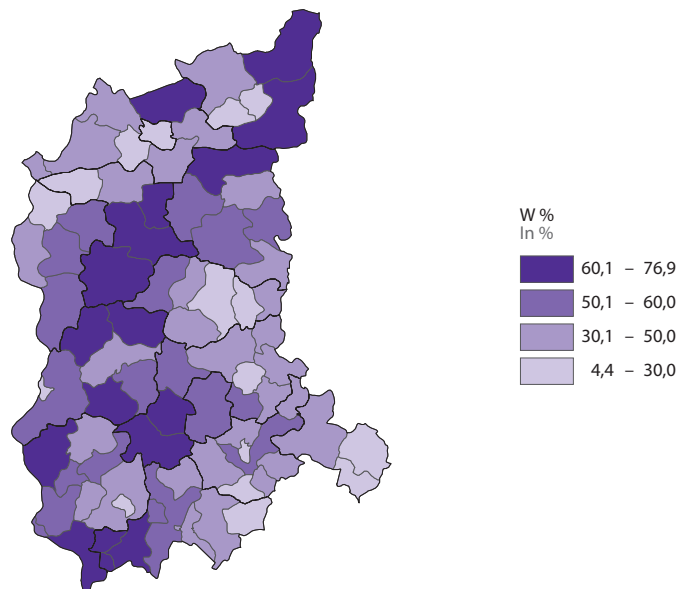 W %
In %
60,1 – 76,9
50,1 – 60,0
30,1 – 50,0
4,4 – 30,0